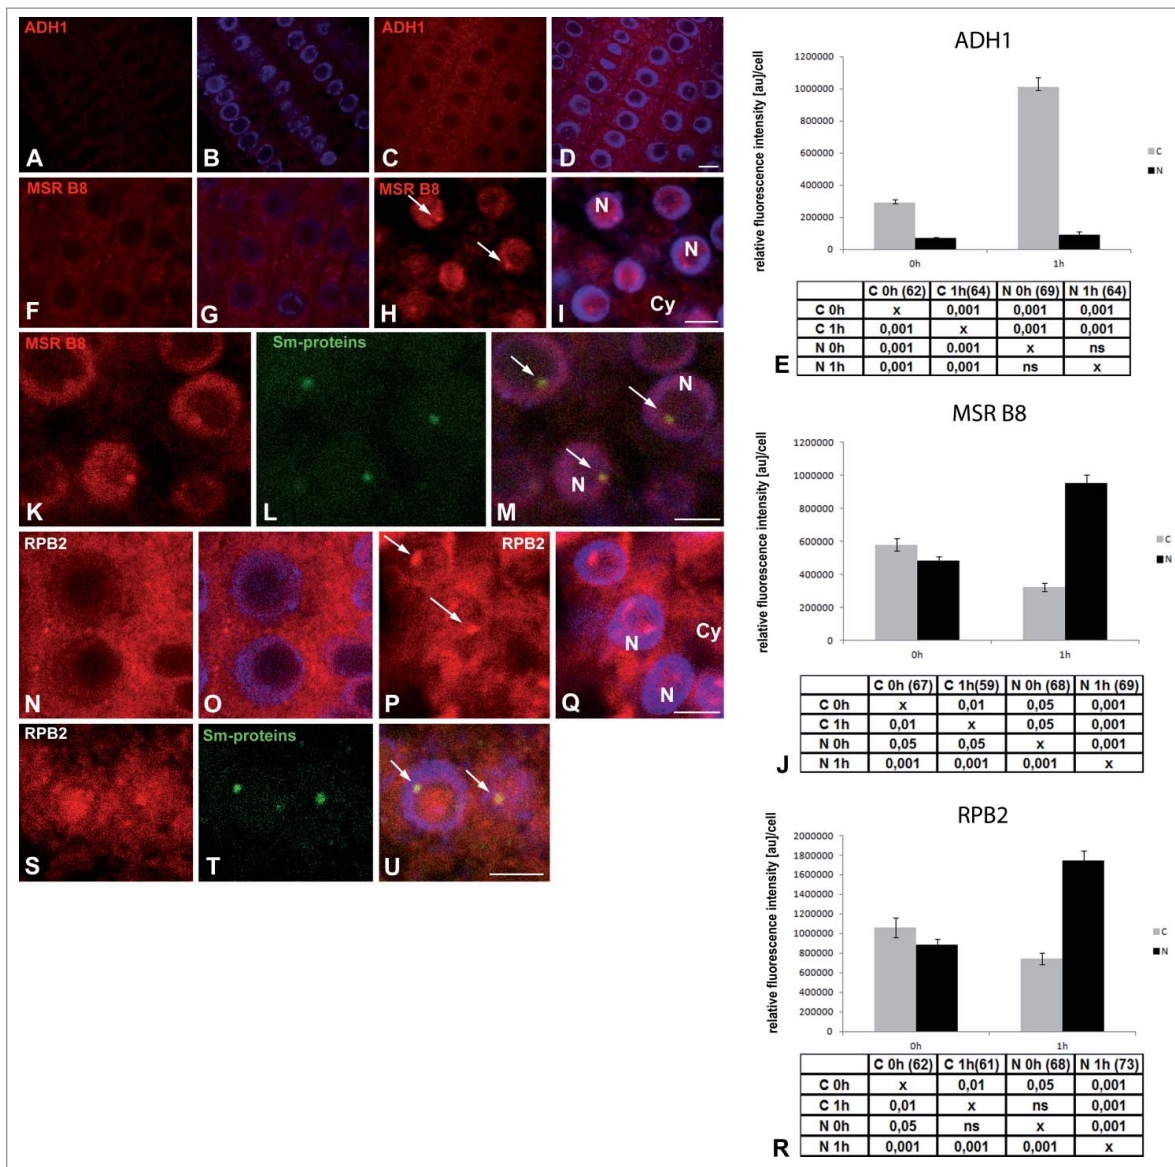 ADH1
ADH1
A
B
C
D
MSR B8
MSR B8
N
N
Cy
F
G
H
I
MSR B8
Sm-proteins
N
N
K
L
M
RPB2
RPB2
Cy
N
N
N
O
P
Q
RPB2
Sm-proteins
S
T
U
ADH1
relative fluorescence intensity [au]/cell
1200000
1000000
800000
600000
400000
200000
0
0h
1h
C
N
C 0h (62) C 1h(64) N 0h (69) N 1h (64)
C 0h x 0,001 0,001 0,001
C 1h 0,001 x 0,001 0,001
N 0h 0,001 0.001 x ns
N 1h 0,001 0,001 ns x
E
MSR B8
relative fluorescence intensity [au]/cell
1200000
1000000
800000
600000
400000
200000
0
0h
1h
C
N
C 0h (67) C 1h(59) N 0h (68) N 1h (69)
C 0h x 0,01 0,05 0,001
C 1h 0,01 x 0,05 0,001
N 0h 0,05 0,05 x 0,001
N 1h 0,001 0,001 0,001 x
J
RPB2
relative fluorescence intensity [au]/cell
2000000
1800000
1600000
1400000
1200000
1000000
800000
600000
400000
200000
0
0h
1h
C
N
C 0h (62) C 1h(61) N 0h (68) N 1h (73)
C 0h x 0,01 0,05 0,001
C 1h 0,01 x ns 0,001
N 0h 0,05 ns x 0,001
N 1h 0,001 0,001 0,001 x
R